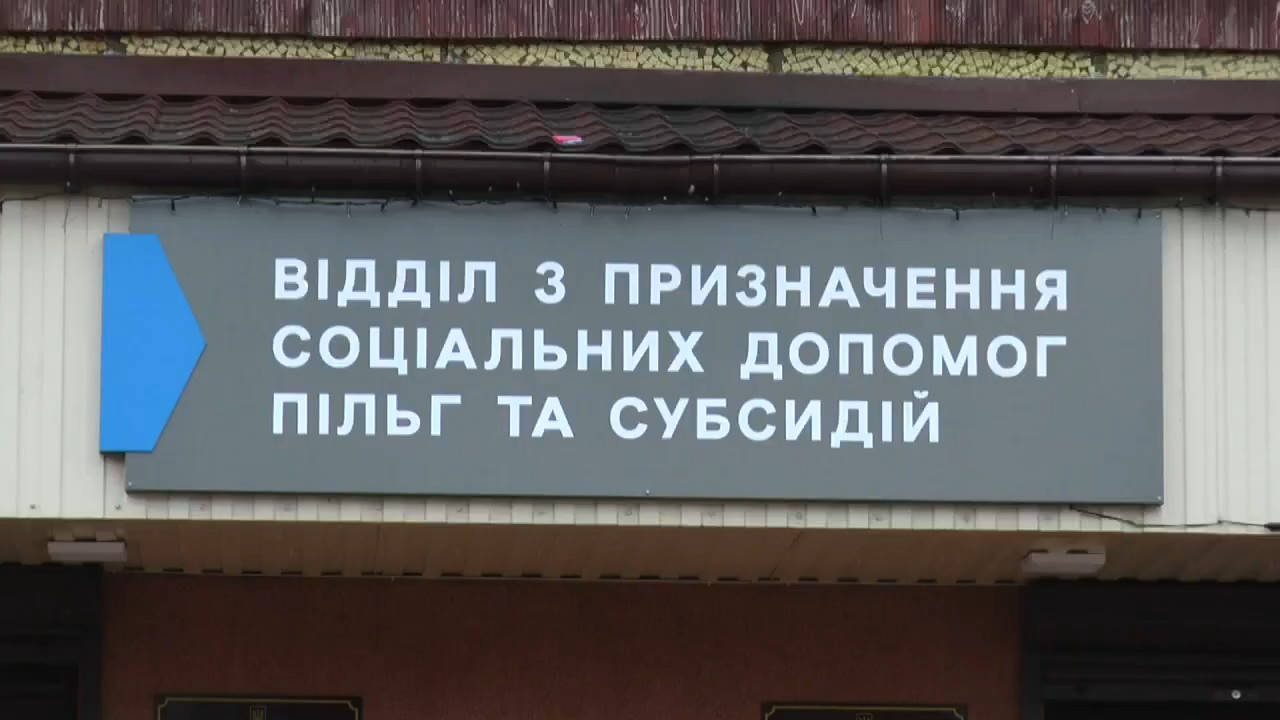 ВІДДІЛ З ПРИЗНАЧЕННЯ
СОЦІАЛЬНИХ ДОПОМОГ
ПІЛЬГ ТА СУБСИДІЙ